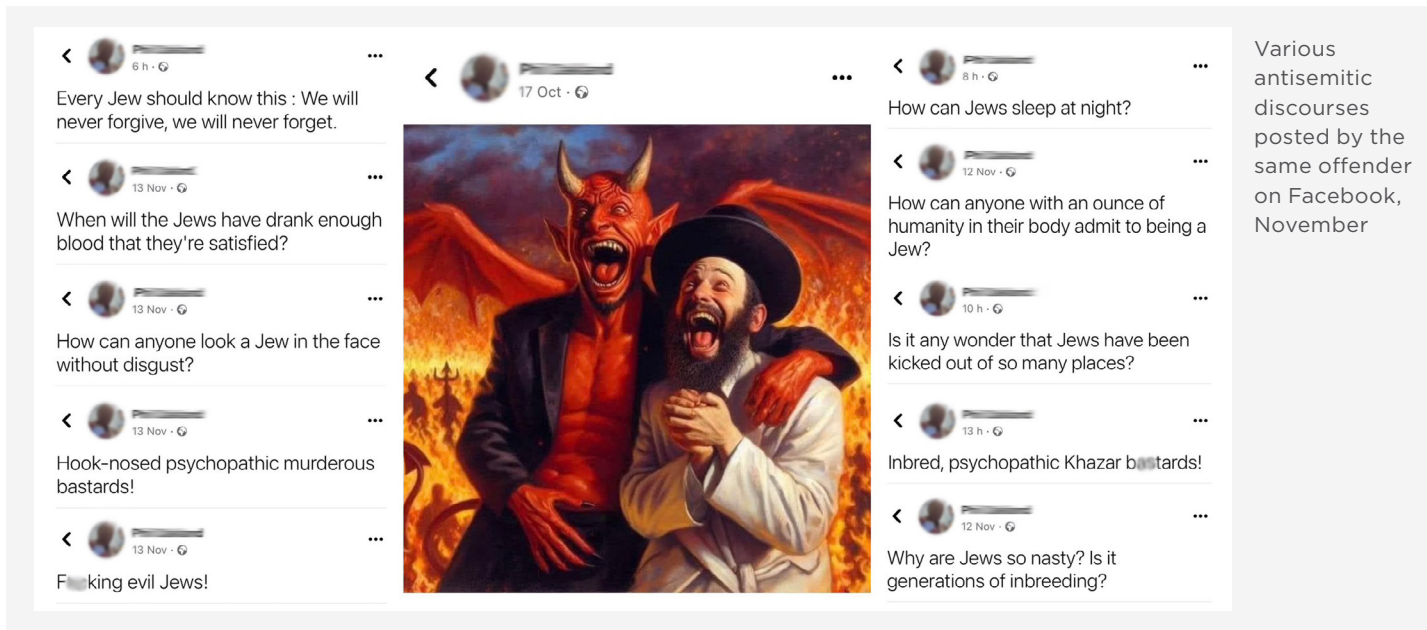 6 h
Every Jew should know this : We will
never forgive, we will never forget.
13 Nov
When will the Jews have drank enough
blood that they're satisfied?
13 Nov
How can anyone look a Jew in the face
without disgust?
13 Nov
Hook-nosed psychopathic murderous
bastards!
13 Nov
F king evil Jews!
17 Oct
8 h
How can Jews sleep at night?
12 Nov
How can anyone with an ounce of
humanity in their body admit to being a
Jew?
10 h
Is it any wonder that Jews have been
kicked out of so many places?
13 h
Inbred, psychopathic Khazar b tards!
12 Nov
Why are Jews so nasty? Is it
generations of inbreeding?
Various
antisemitic
discourses
posted by the
same offender
on Facebook,
November